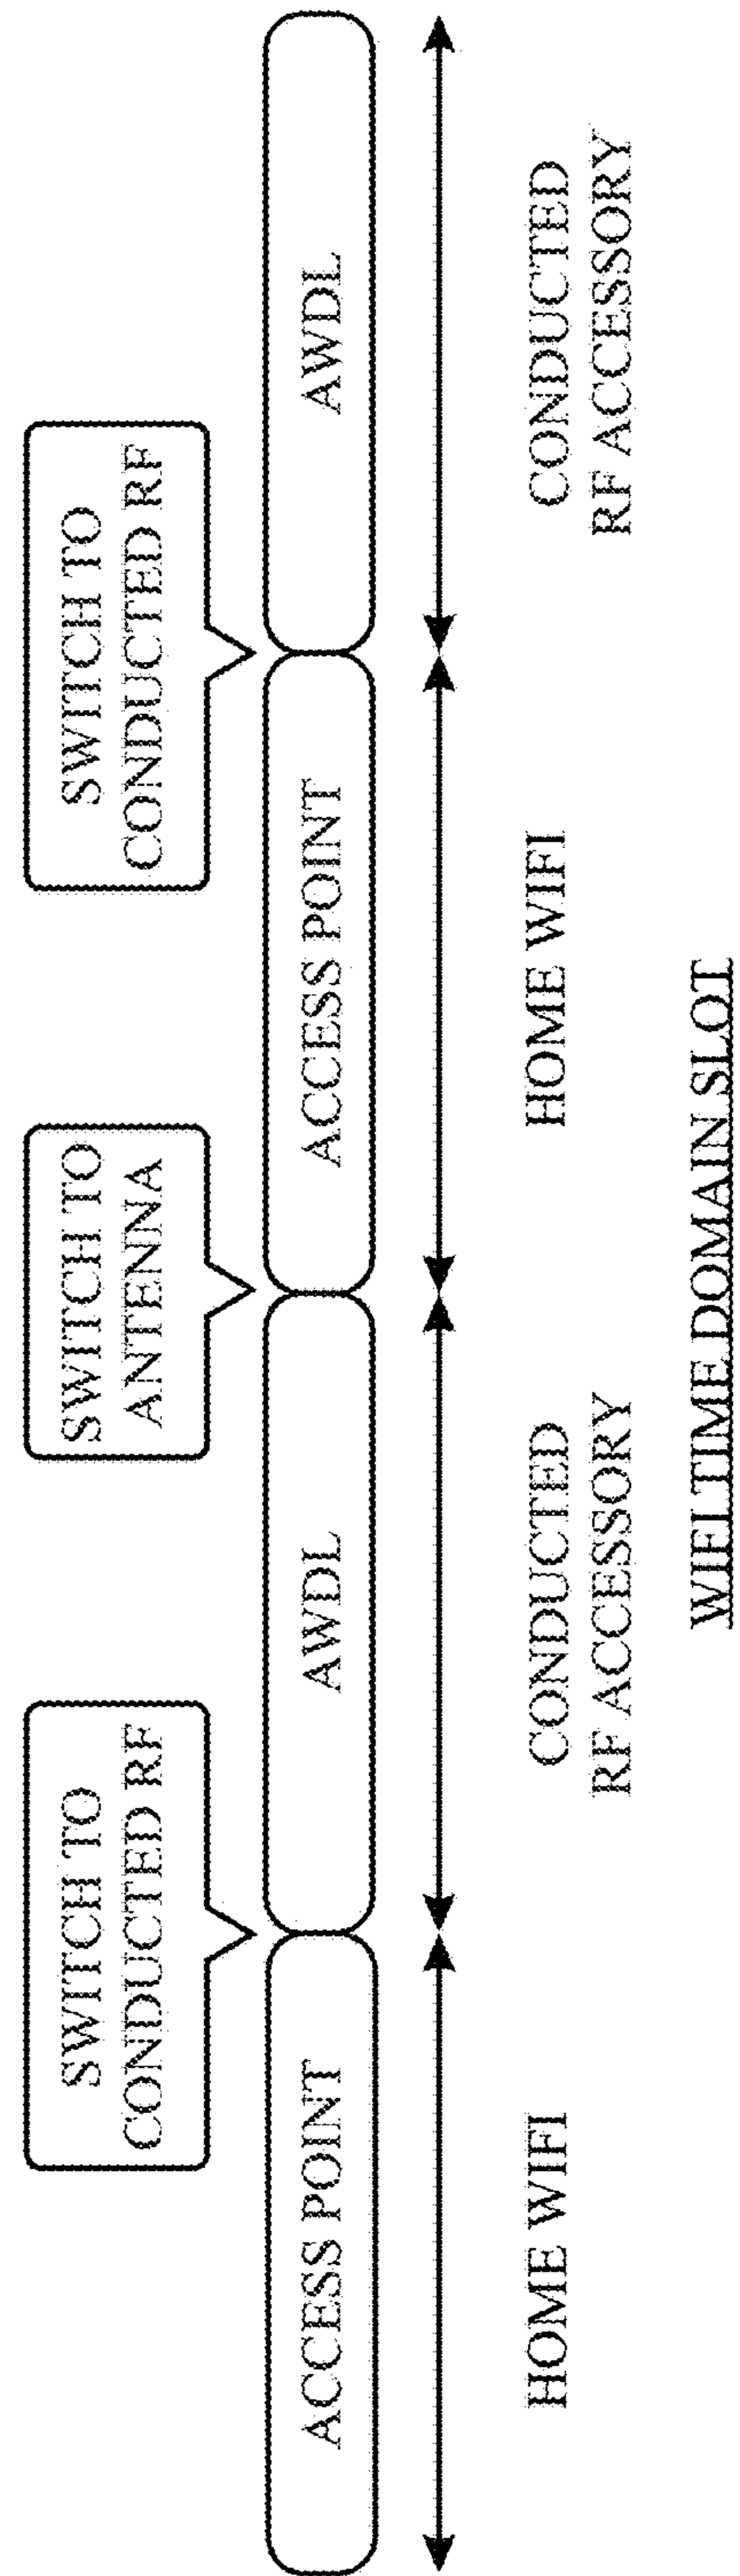 SWITCH TO
CONDUCTED RF
SWITCH TO
ANTENNA
SWITCH TO
CONDUCTED RF
ACCESS POINT
AWDL
ACCESS POINT
AWDL
HOME WIFI
CONDUCTED
RF ACCESSORY
HOME WIFI
CONDUCTED
RF ACCESSORY
WIFI TIME DOMAIN SLOT